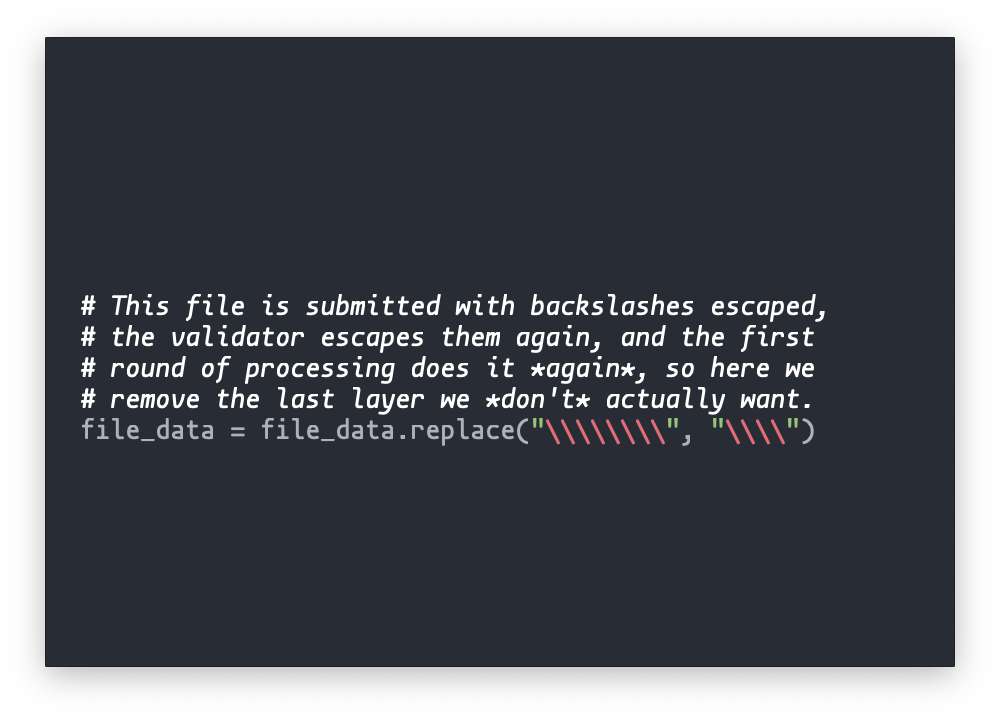 # This file is submitted with backslashes escaped,
# the validator escapes them again, and the first
# round of processing does it *again*, so here we
# remove the last layer we *don't* actually want.
file_data = file_data.replace("\\\\\\\\", "\\\\")